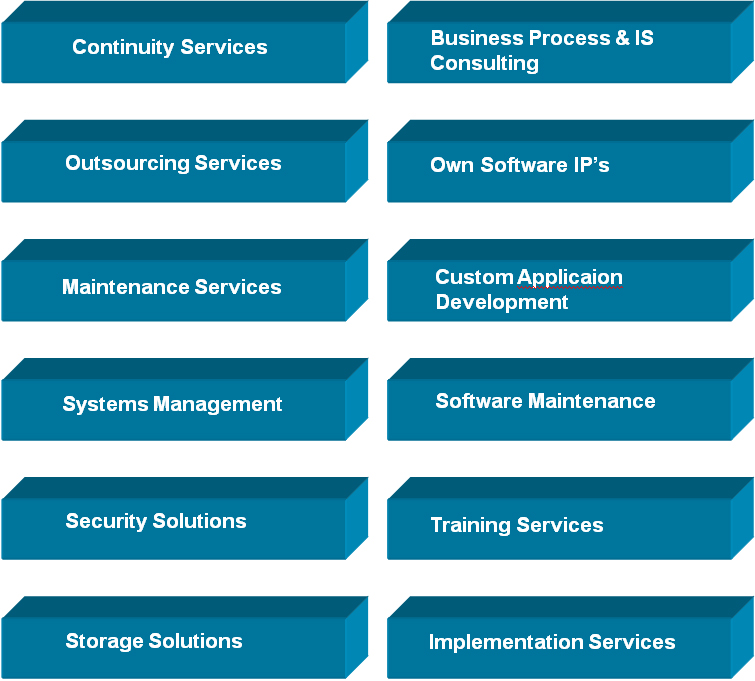 Continuity Services
Business Process & IS
Consulting
Outsourcing Services
Own Software IP’s
Maintenance Services
Custom Applicaion
Development
Systems Management
Software Maintenance
Security Solutions
Training Services
Storage Solutions
Implementation Services